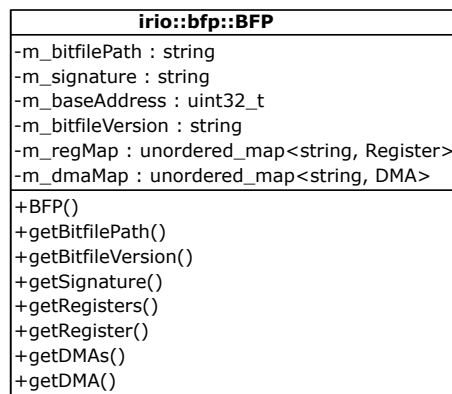 irio::bfp::BFP
-m_bitfilePath : string
-m_signature : string
-m_baseAddress : uint32_t
-m_bitfileVersion : string
-m_regMap : unordered_map<string, Register>
-m_dmaMap : unordered_map<string, DMA>
+BFP()
+getBitfilePath()
+getBitfileVersion()
+getSignature()
+getRegisters()
+getRegister()
+getDMAs()
+getDMA()